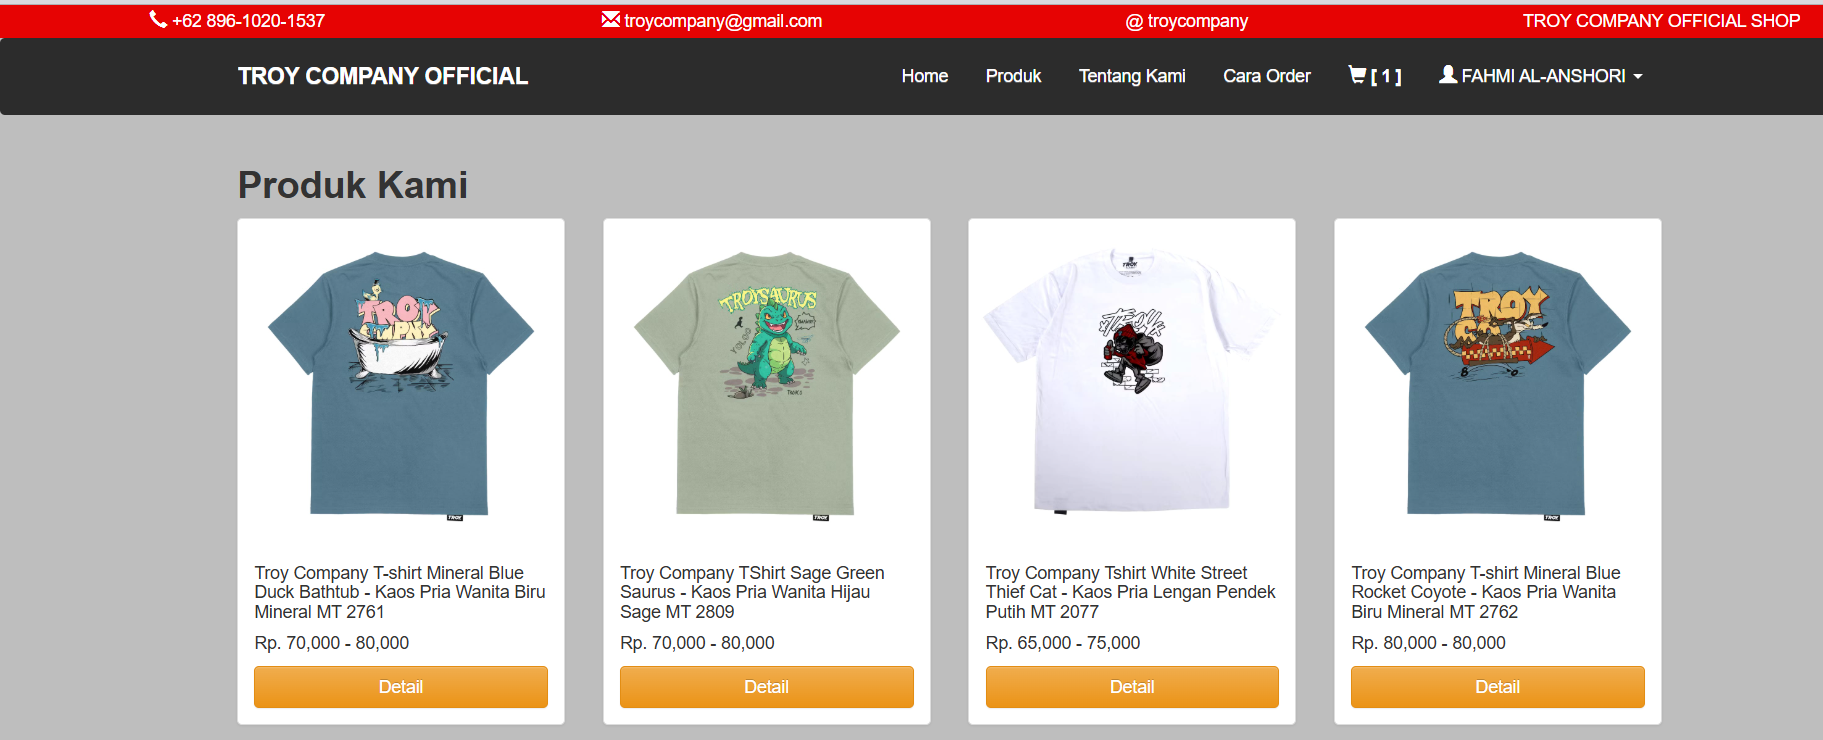 +62 896-1020-1537
troycompany@gmail.com
@ troycompany
TROY COMPANY OFFICIAL SHOP
TROY COMPANY OFFICIAL
Home
Produk
Tentang Kami
Cara Order
[ 1 ]
FAHMI AL-ANSHORI
Produk Kami
TROY
TROYSAURUS
TROY
TROY
TROY
TROY
TROY
Troy Company T-shirt Mineral Blue
Duck Bathtub - Kaos Pria Wanita Biru
Mineral MT 2761
Rp. 70,000 - 80,000
Detail
Troy Company TShirt Sage Green
Saurus - Kaos Pria Wanita Hijau
Sage MT 2809
Rp. 70,000 - 80,000
Detail
Troy Company Tshirt White Street
Thief Cat - Kaos Pria Lengan Pendek
Putih MT 2077
Rp. 65,000 - 75,000
Detail
Troy Company T-shirt Mineral Blue
Rocket Coyote - Kaos Pria Wanita
Biru Mineral MT 2762
Rp. 80,000 - 80,000
Detail